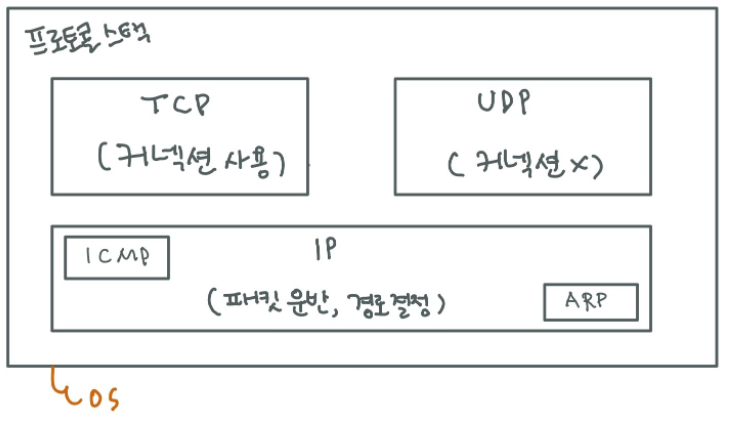 프로토콜 스택
TCP
(커넥션 사용)
UDP
(커넥션 X)
ICMP
IP
(패킷 운반, 경로결정)
ARP
OS